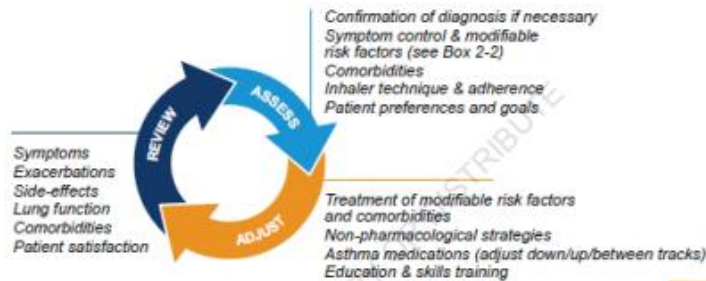 Confirmation of diagnosis if necessary
Symptom control & modifiable
risk factors (see Box 2-2)
Comorbidities
Inhaler technique & adherence
Patient preferences and goals
ASSESS
REVIEW
Symptoms
Exacerbations
Side-effects
Lung function
Comorbidities
Patient satisfaction
ADJUST
Treatment of modifiable risk factors
and comorbidities
Non-pharmacological strategies
Asthma medications (adjust down/up/between tracks)
Education & skills training